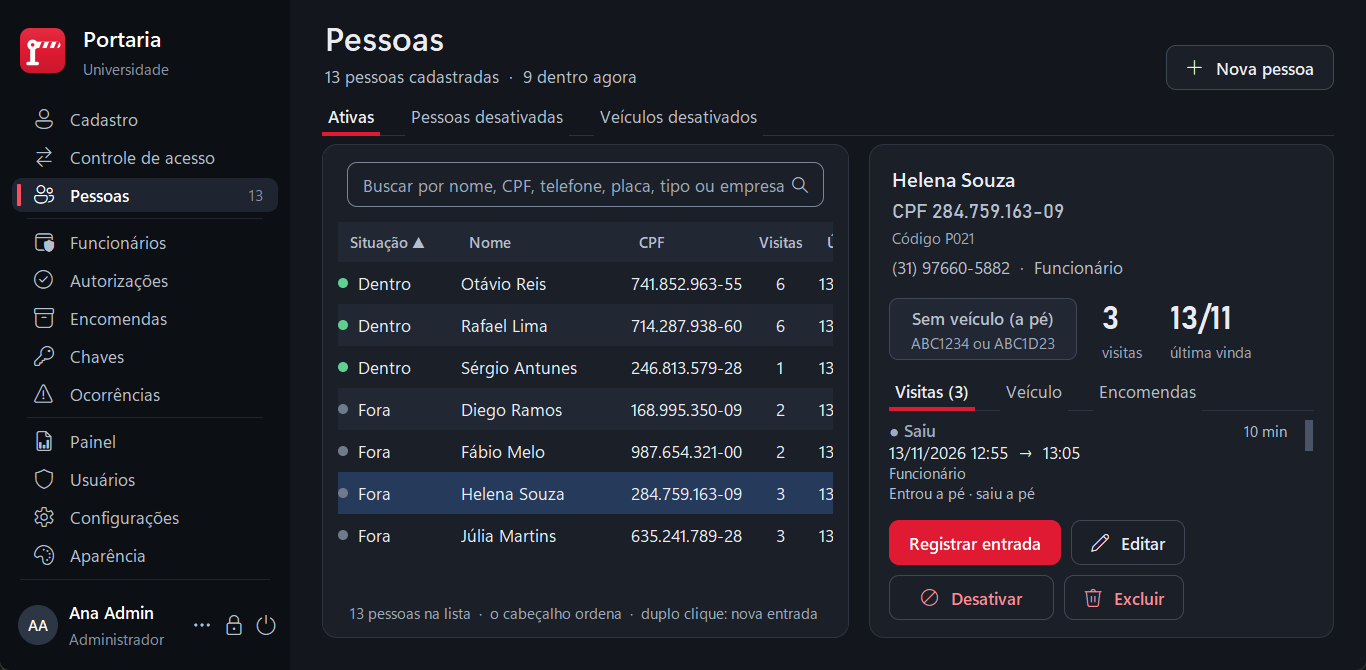 Portaria
Universidade
Cadastro
Controle de acesso
Pessoas 13
Funcionários
Autorizações
Encomendas
Chaves
Ocorrências
Painel
Usuários
Configurações
Aparência
AA
Ana Admin
Administrador
Pessoas
13 pessoas cadastradas · 9 dentro agora
Nova pessoa
Ativas Pessoas desativadas Veículos desativados
Buscar por nome, CPF, telefone, placa, tipo ou empresa
Situação ▲ Nome CPF Visitas
Dentro Otávio Reis 741.852.963-55 6 13
Dentro Rafael Lima 714.287.938-60 6 13
Dentro Sérgio Antunes 246.813.579-28 1 13
Fora Diego Ramos 168.995.350-09 2 13
Fora Fábio Melo 987.654.321-00 2 13
Fora Helena Souza 284.759.163-09 3 13
Fora Júlia Martins 635.241.789-28 3 13
13 pessoas na lista · o cabeçalho ordena · duplo clique: nova entrada
Helena Souza
CPF 284.759.163-09
Código P021
(31) 97660-5882 · Funcionário
Sem veículo (a pé)
ABC1234 ou ABC1D23
3
visitas
13/11
última vinda
Visitas (3) Veículo Encomendas
● Saiu 10 min
13/11/2026 12:55 → 13:05
Funcionário
Entrou a pé · saiu a pé
Registrar entrada
Editar
Desativar
Excluir